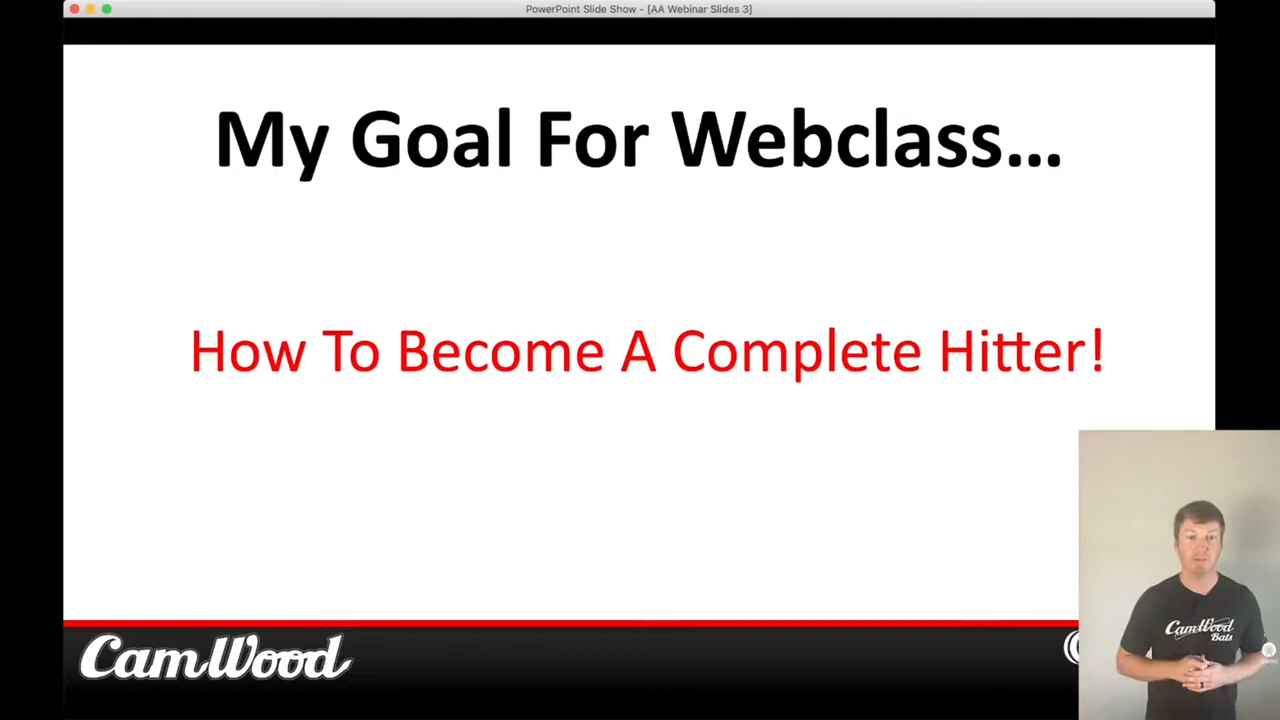 PowerPoint Slide Show - [AA Webinar Slides 3]
My Goal For Webclass...
How To Become A Complete Hitter!
CamWood
CamWood
Bats